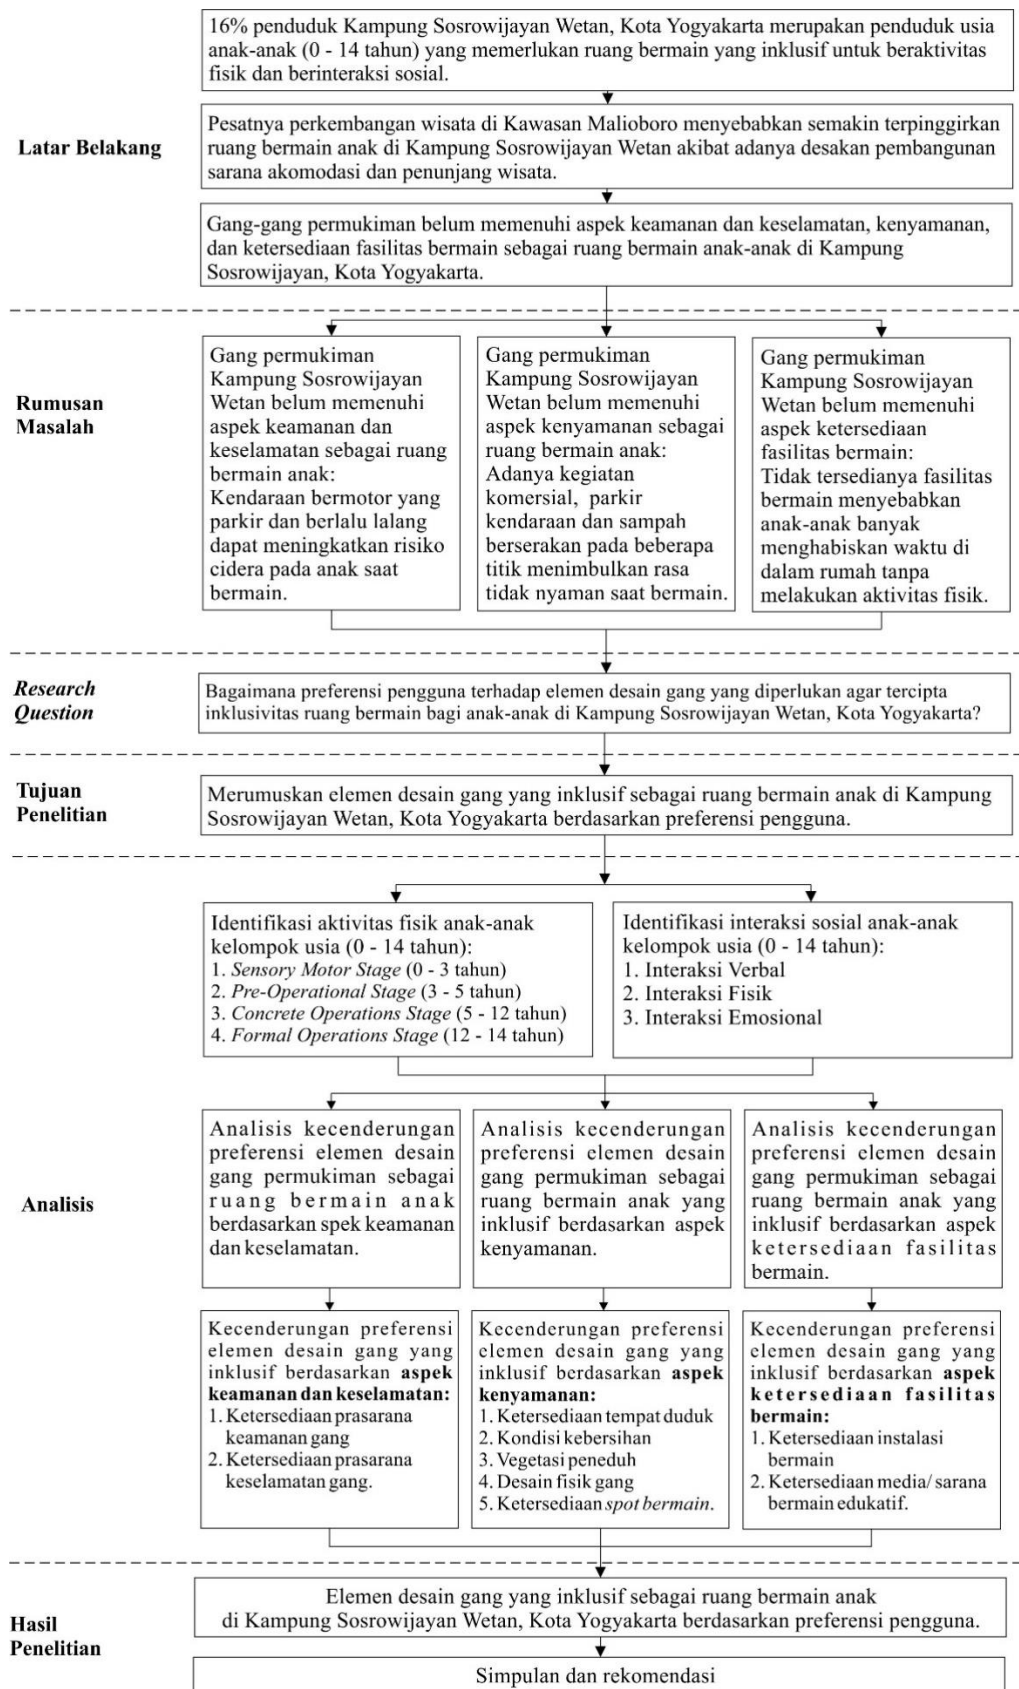 16% penduduk Kampung Sosrowijayan Wetan, Kota Yogyakarta merupakan penduduk usia
anak-anak (0 - 14 tahun) yang memerlukan ruang bermain yang inklusif untuk beraktivitas
fisik dan berinteraksi sosial.
Latar Belakang
Pesatnya perkembangan wisata di Kawasan Malioboro menyebabkan semakin terpinggirkan
ruang bermain anak di Kampung Sosrowijayan Wetan akibat adanya desakan pembangunan
sarana akomodasi dan penunjang wisata.
Gang-gang permukiman belum memenuhi aspek keamanan dan keselamatan, kenyamanan,
dan ketersediaan fasilitas bermain sebagai ruang bermain anak-anak di Kampung
Sosrowijayan, Kota Yogyakarta.
Rumusan
Masalah
Gang permukiman
Kampung Sosrowijayan
Wetan belum memenuhi
aspek keamanan dan
keselamatan sebagai ruang
bermain anak:
Kendaraan bermotor yang
parkir dan berlalu lalang
dapat meningkatkan risiko
cidera pada anak saat
bermain.
Gang permukiman
Kampung Sosrowijayan
Wetan belum memenuhi
aspek kenyamanan sebagai
ruang bermain anak:
Adanya kegiatan
komersial, parkir
kendaraan dan sampah
berserakan pada beberapa
titik menimbulkan rasa
tidak nyaman saat bermain.
Gang permukiman
Kampung Sosrowijayan
Wetan belum memenuhi
aspek ketersediaan
fasilitas bermain:
Tidak tersedianya fasilitas
bermain menyebabkan
anak-anak banyak
menghabiskan waktu di
dalam rumah tanpa
melakukan aktivitas fisik.
Research
Question
Bagaimana preferensi pengguna terhadap elemen desain gang yang diperlukan agar tercipta
inklusivitas ruang bermain bagi anak-anak di Kampung Sosrowijayan Wetan, Kota Yogyakarta?
Tujuan
Penelitian
Merumuskan elemen desain gang yang inklusif sebagai ruang bermain anak di Kampung
Sosrowijayan Wetan, Kota Yogyakarta berdasarkan preferensi pengguna.
Analisis
Identifikasi aktivitas fisik anak-anak
kelompok usia (0 - 14 tahun):
1. Sensory Motor Stage (0 - 3 tahun)
2. Pre-Operational Stage (3 - 5 tahun)
3. Concrete Operations Stage (5 - 12 tahun)
4. Formal Operations Stage (12 - 14 tahun)
Identifikasi interaksi sosial anak-anak
kelompok usia (0 - 14 tahun):
1. Interaksi Verbal
2. Interaksi Fisik
3. Interaksi Emosional
Analisis kecenderungan
preferensi elemen desain
gang permukiman sebagai
ruang bermain anak
berdasarkan spek keamanan
dan keselamatan.
Analisis kecenderungan
preferensi elemen desain
gang permukiman sebagai
ruang bermain anak yang
inklusif berdasarkan aspek
kenyamanan.
Analisis kecenderungan
preferensi elemen desain
gang permukiman sebagai
ruang bermain anak yang
inklusif berdasarkan aspek
ketersediaan fasilitas
bermain.
Kecenderungan preferensi
elemen desain gang yang
inklusif berdasarkan aspek
keamanan dan keselamatan:
1. Ketersediaan prasarana
keamanan gang
2. Ketersediaan prasarana
keselamatan gang.
Kecenderungan preferensi
elemen desain gang yang
inklusif berdasarkan aspek
kenyamanan:
1. Ketersediaan tempat duduk
2. Kondisi kebersihan
3. Vegetasi peneduh
4. Desain fisik gang
5. Ketersediaan spot bermain.
Kecenderungan preferensi
elemen desain gang yang
inklusif berdasarkan aspek
ketersediaan fasilitas
bermain:
1. Ketersediaan instalasi
bermain
2. Ketersediaan media/ sarana
bermain edukatif.
Hasil
Penelitian
Elemen desain gang yang inklusif sebagai ruang bermain anak
di Kampung Sosrowijayan Wetan, Kota Yogyakarta berdasarkan preferensi pengguna.
Simpulan dan rekomendasi